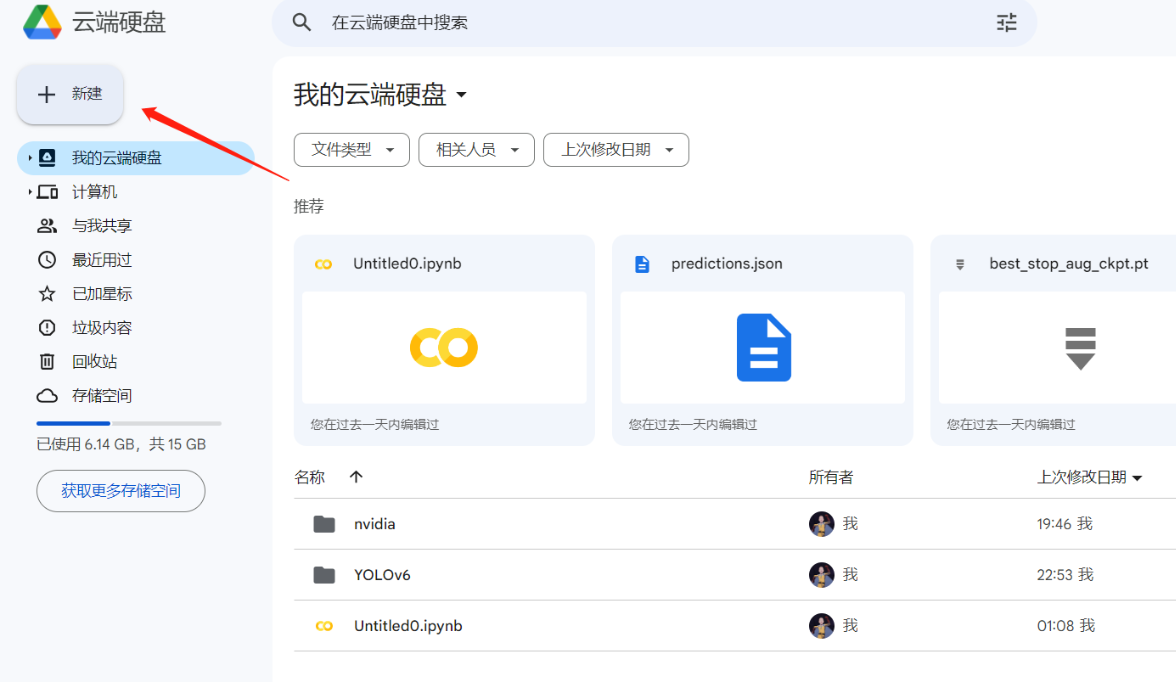 云端硬盘
在云端硬盘中搜索
新建
我的云端硬盘
计算机
与我共享
最近用过
已加星标
垃圾内容
回收站
存储空间
已使用 6.14 GB，共 15 GB
获取更多存储空间
我的云端硬盘
文件类型 相关人员 上次修改日期
推荐
Untitled0.ipynb predictions.json best_stop_aug_ckpt.pt
您在过去一天内编辑过 您在过去一天内编辑过 您在过去一天内编辑过
名称 所有者 上次修改日期
nvidia 我 19:46 我
YOLOv6 我 22:53 我
Untitled0.ipynb 我 01:08 我